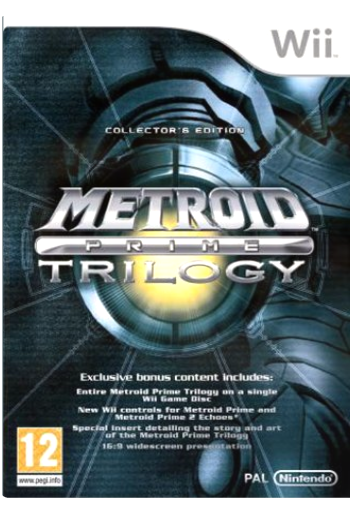 Wii
COLLECTOR'S EDITION
METROID™
PRIME
TRILOGY
Exclusive bonus content includes:
Entire Metroid Prime Trilogy on a single
Wii Game Disc
New Wii controls for Metroid Prime and
Metroid Prime 2 Echoes*
Special insert detailing the story and art
of the Metroid Prime Trilogy
16:9 widescreen presentation
12
www.pegi.info
PAL
Nintendo